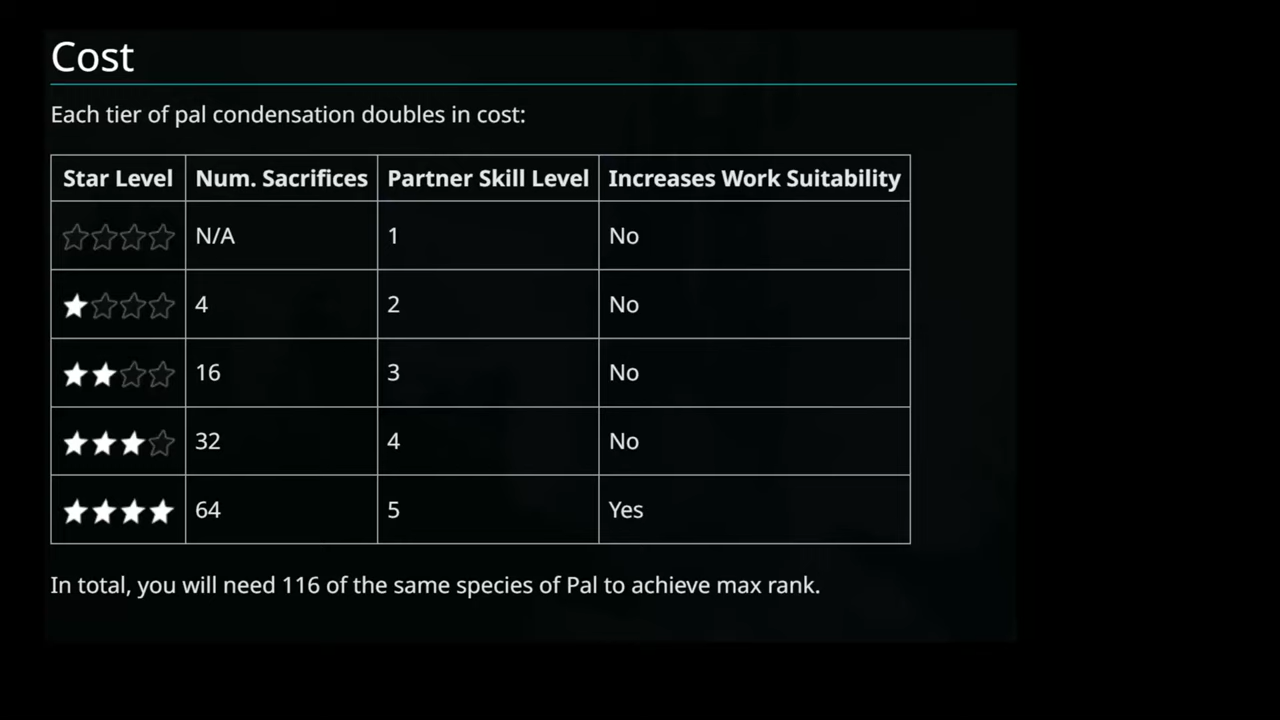 Cost
Each tier of pal condensation doubles in cost:
Star Level Num. Sacrifices Partner Skill Level Increases Work Suitability
N/A 1 No
4 2 No
16 3 No
32 4 No
64 5 Yes
In total, you will need 116 of the same species of Pal to achieve max rank.